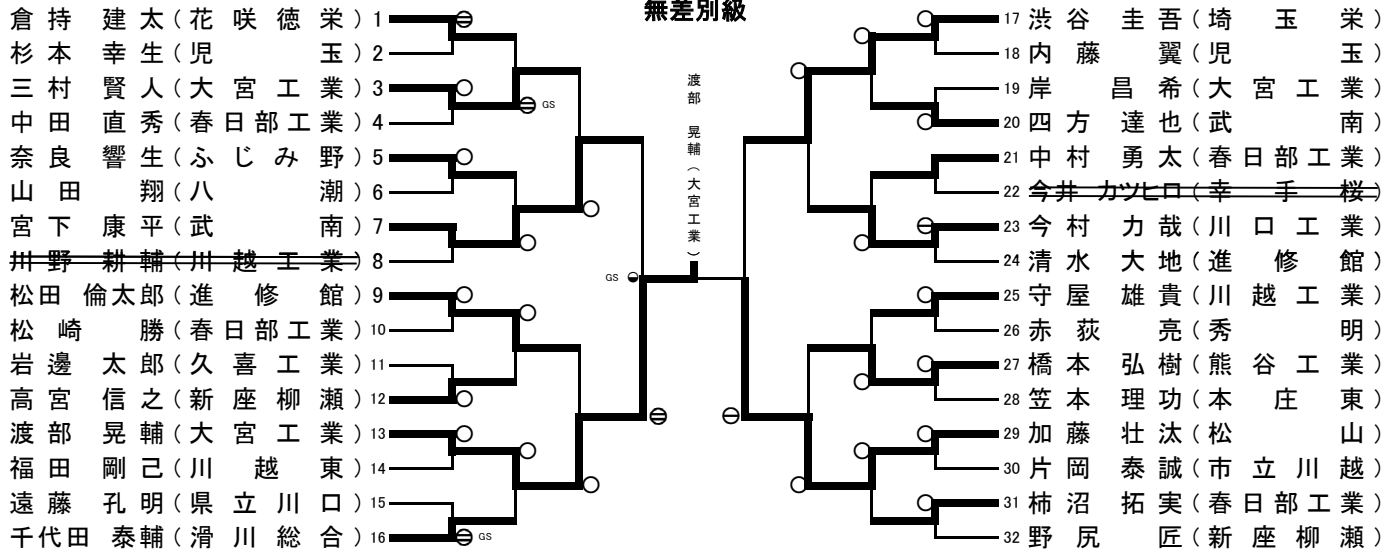 無差別級
倉持 建太(花咲徳栄) 1
杉本 幸生(児玉) 2
三村 賢人(大宮工業) 3
中田 直秀(春日部工業) 4
GS
奈良 響生(ふじみ野) 5
山田 翔(八潮) 6
宮下 康平(武南) 7
川野 耕輔(川越工業) 8
松田 倫太郎(進修館) 9
松崎 勝(春日部工業) 10
岩邊 太郎(久喜工業) 11
高宮 信之(新座柳瀬) 12
渡部 晃輔(大宮工業) 13
福田 剛己(川越東) 14
遠藤 孔明(県立川口) 15
千代田 泰輔(滑川総合) 16
GS
渡部 晃輔(大宮工業)
GS
17 渋谷 圭吾(埼玉栄)
18 内藤 翼(児玉)
19 岸 昌希(大宮工業)
20 四方 達也(武南)
21 中村 勇太(春日部工業)
22 今井 カツヒロ(幸手桜)
23 今村 力哉(川口工業)
24 清水 大地(進修館)
25 守屋 雄貴(川越工業)
26 赤荻 亮(秀明)
27 橋本 弘樹(熊谷工業)
28 笠本 理功(本庄東)
29 加藤 壮汰(松山)
30 片岡 泰誠(市立川越)
31 柿沼 拓実(春日部工業)
32 野尻 匠(新座柳瀬)